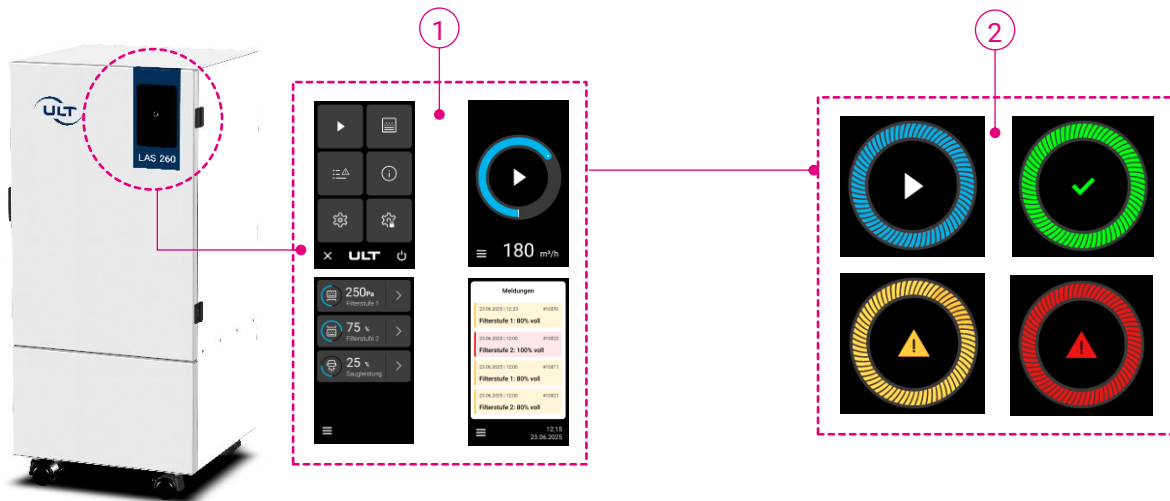 1
2
ULT
LAS 260
× ULT
180 m³/h
250Pa
Filterstufe 1
75 %
Filterstufe 2
25 %
Saugleistung
Meldungen
23.06.2025 | 12:23 #10010
Filterstufe 1: 80% voll
23.06.2025 | 12:00 #10022
Filterstufe 2: 100% voll
23.06.2025 | 12:00 #10011
Filterstufe 1: 80% voll
23.06.2025 | 12:00 #10021
Filterstufe 2: 80% voll
12:15
23.06.2025